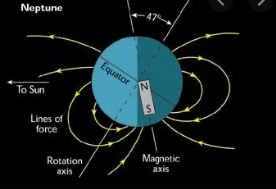 Neptune
47°
Equator
To Sun
N
S
Lines of
force
Rotation
axis
Magnetic
axis